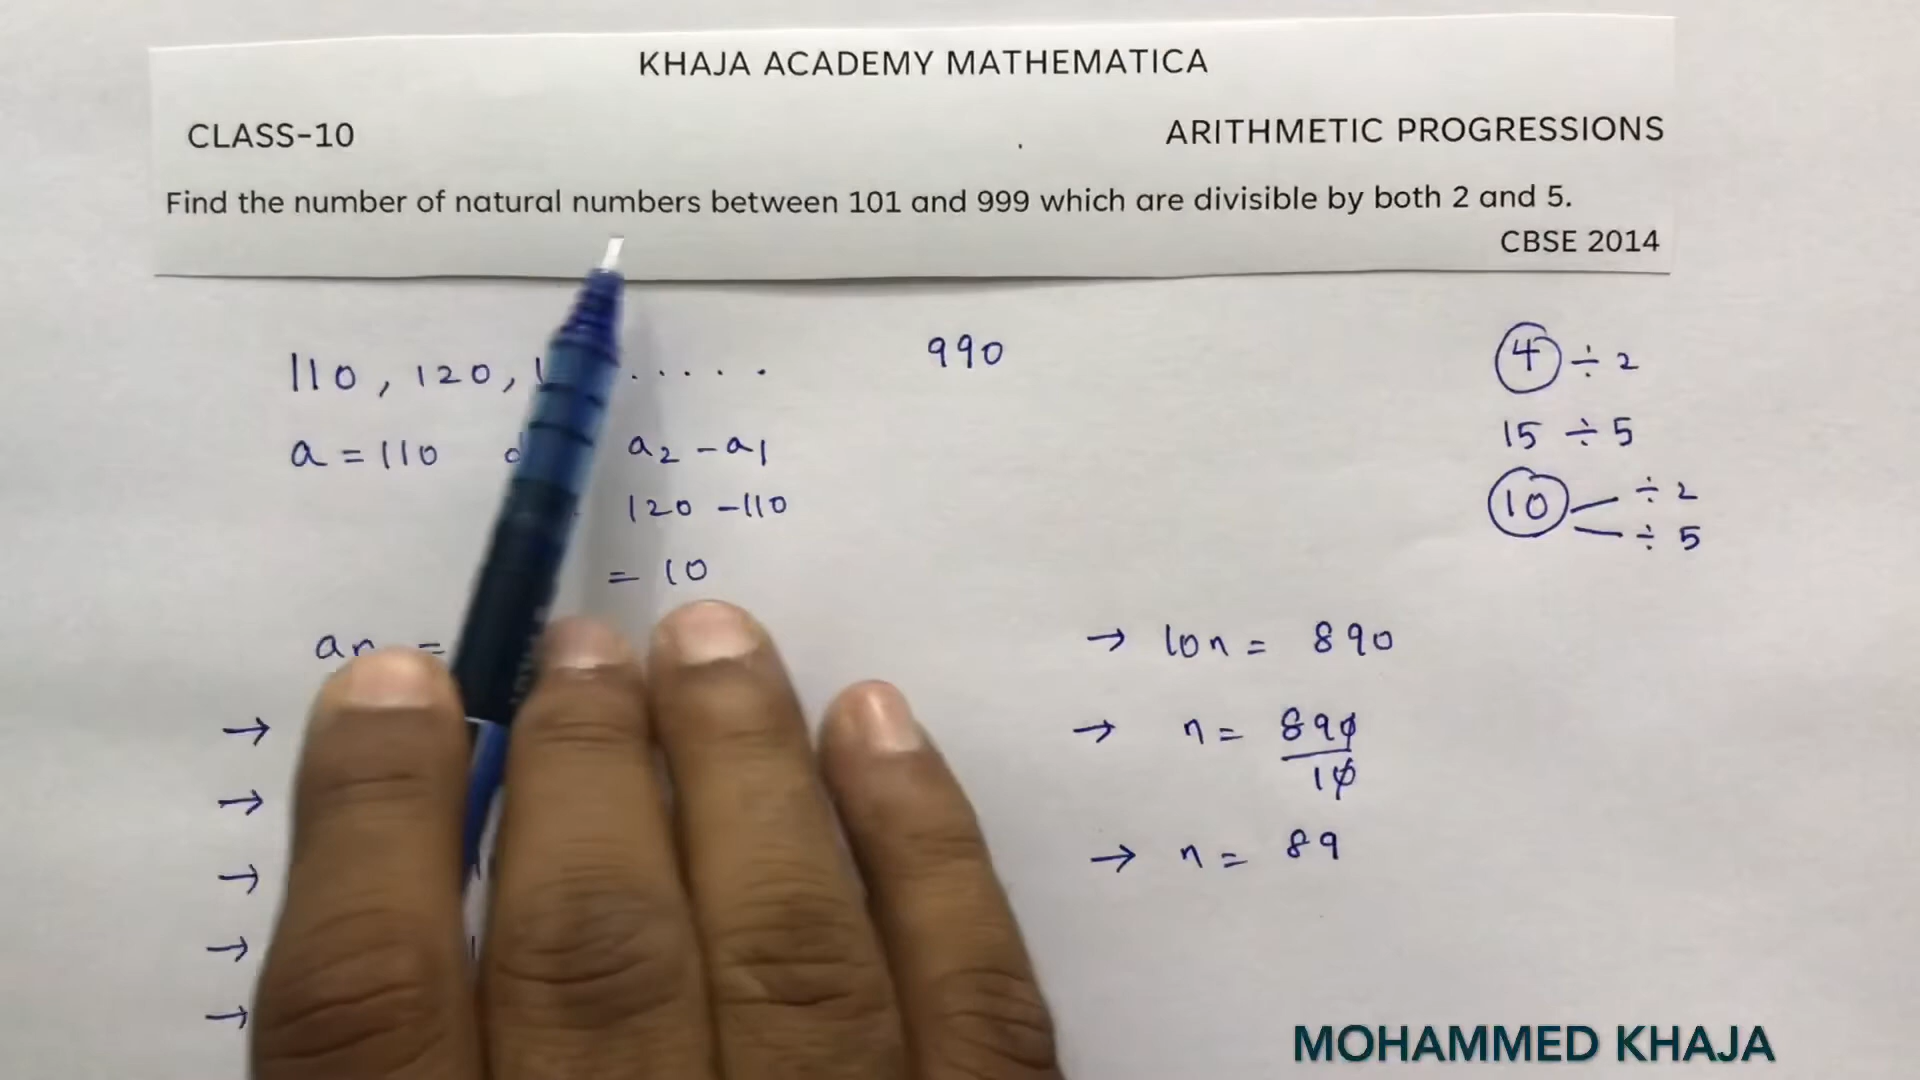 KHAJA ACADEMY MATHEMATICA
CLASS-10
ARITHMETIC PROGRESSIONS
Find the number of natural numbers between 101 and 999 which are divisible by both 2 and 5.
CBSE 2014
110 , 120 , ..... 990
a = 110 a2 - a1
120 - 110
= 10
an =
→
→
→
→
→
→ 10n = 890
→ n = 890/10
→ n = 89
4 ÷ 2
15 ÷ 5
10 ÷ 2
÷ 5
MOHAMMED KHAJA